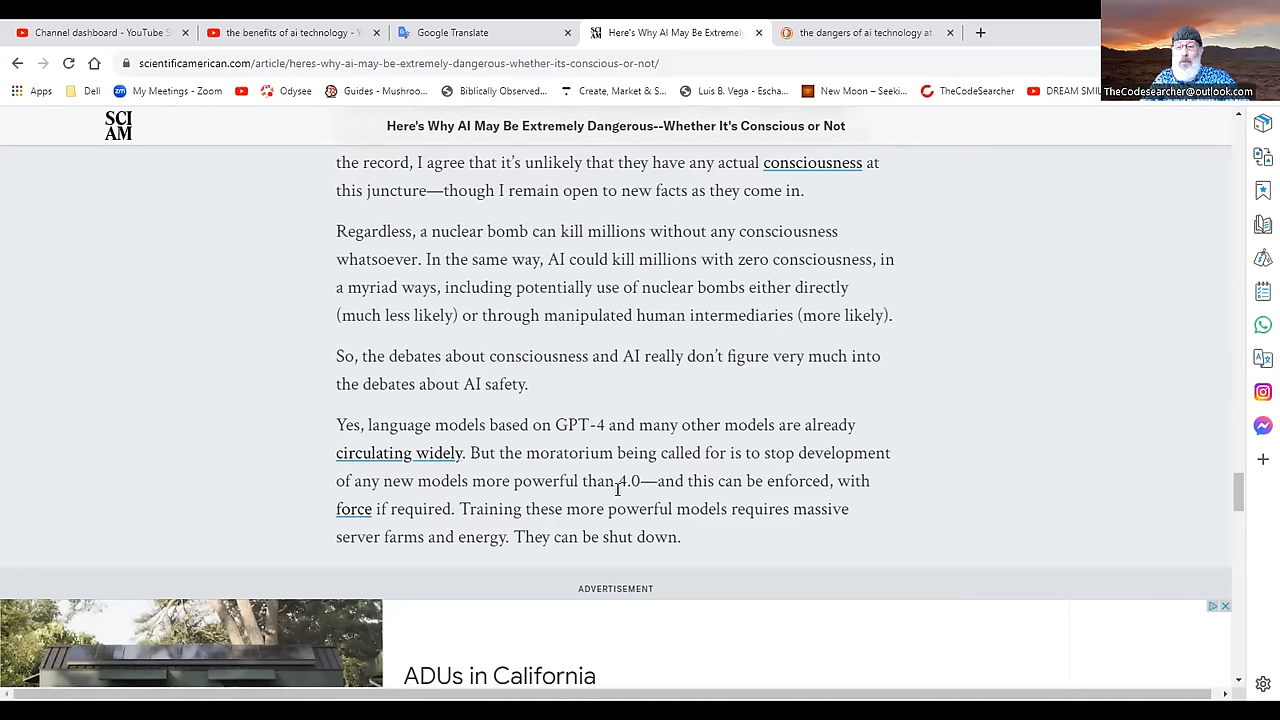 Channel dashboard - YouTube S
the benefits of ai technology - Y
Google Translate
Here's Why AI May Be Extremel
the dangers of ai technology at
scientificamerican.com/article/heres-why-ai-may-be-extremely-dangerous-whether-its-conscious-or-not/
Apps
Dell
My Meetings - Zoom
Odysee
Guides - Mushroo...
Biblically Observed...
Create, Market & S...
Luis B. Vega - Escha...
New Moon – Seeki...
TheCodeSearcher
DREAM SMIL
TheCodesearcher@outlook.com
SCI
AM
Here's Why AI May Be Extremely Dangerous--Whether It's Conscious or Not
the record, I agree that it’s unlikely that they have any actual consciousness at
this juncture—though I remain open to new facts as they come in.
Regardless, a nuclear bomb can kill millions without any consciousness
whatsoever. In the same way, AI could kill millions with zero consciousness, in
a myriad ways, including potentially use of nuclear bombs either directly
(much less likely) or through manipulated human intermediaries (more likely).
So, the debates about consciousness and AI really don’t figure very much into
the debates about AI safety.
Yes, language models based on GPT-4 and many other models are already
circulating widely. But the moratorium being called for is to stop development
of any new models more powerful than 4.0—and this can be enforced, with
force if required. Training these more powerful models requires massive
server farms and energy. They can be shut down.
ADVERTISEMENT
ADUs in California